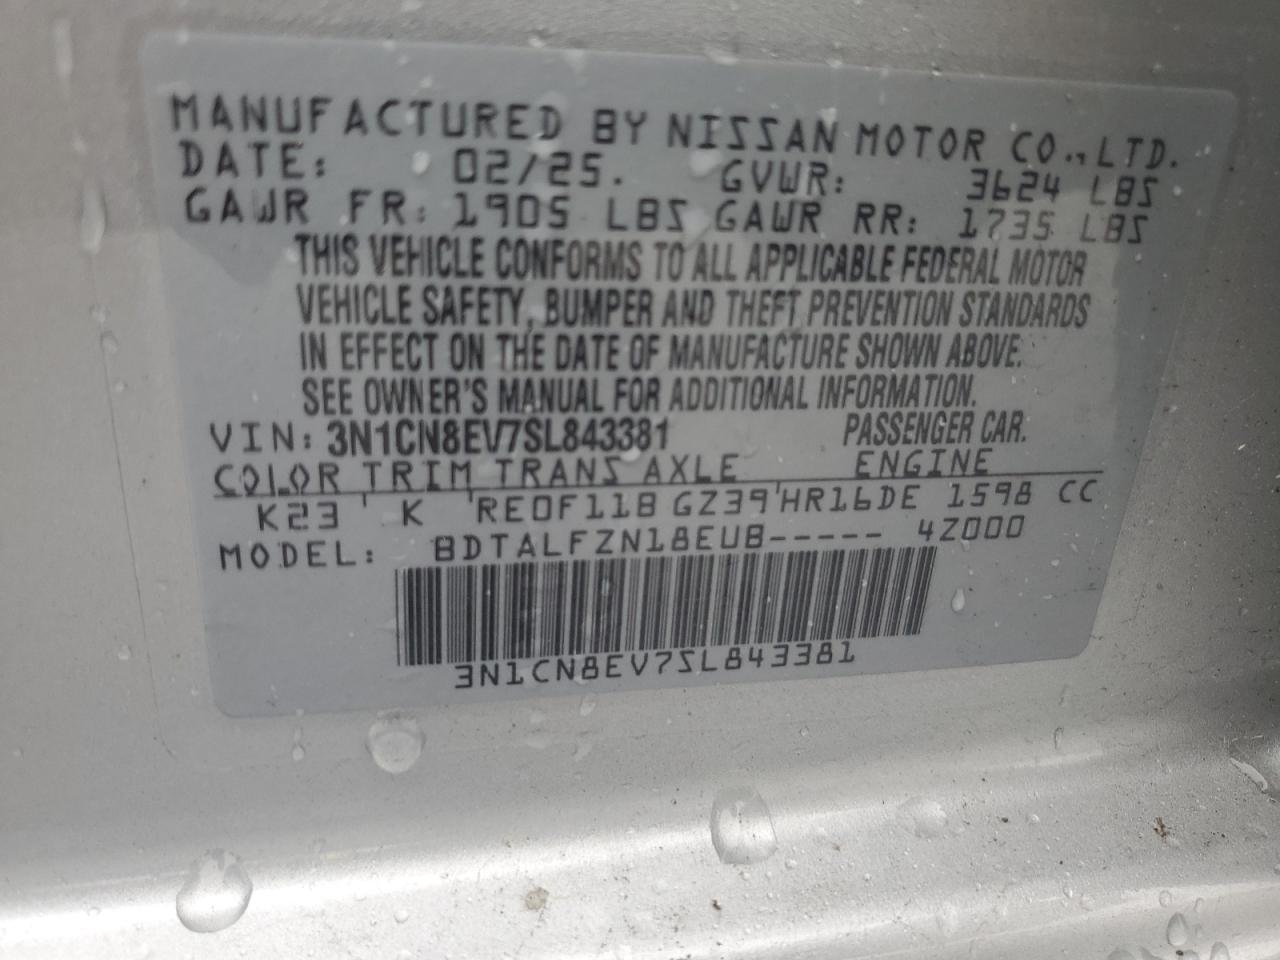 MANUFACTURED BY NISSAN MOTOR CO., LTD.
DATE: 02/25. GVWR: 3624 LBS
GAWR FR: 1905 LBS GAWR RR: 1735 LBS
THIS VEHICLE CONFORMS TO ALL APPLICABLE FEDERAL MOTOR
VEHICLE SAFETY, BUMPER AND THEFT PREVENTION STANDARDS
IN EFFECT ON THE DATE OF MANUFACTURE SHOWN ABOVE.
SEE OWNER'S MANUAL FOR ADDITIONAL INFORMATION.
VIN: 3N1CN8EV7SL843381 PASSENGER CAR.
COLOR TRIM TRANS AXLE ENGINE
K23 K RE0F11B GZ39 HR16DE 1598 CC
MODEL: BDTALFZN18EUB----- 4Z000
3N1CN8EV7SL843381